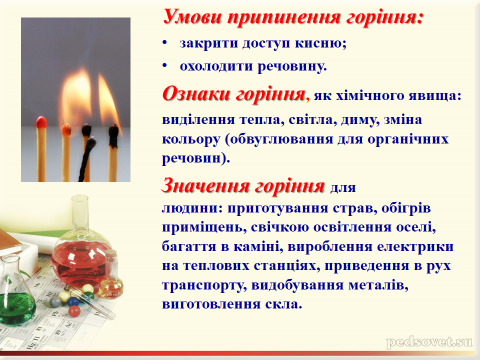 Умови припинення горіння:
• закрити доступ кисню;
• охолодити речовину.
Ознаки горіння, як хімічного явища:
виділення тепла, світла, диму, зміна
кольору (обвуглювання для органічних
речовин).
Значення горіння для
людини: приготування страв, обігрів
приміщень, свічкою освітлення оселі,
багаття в каміні, вироблення електрики
на теплових станціях, приведення в рух
транспорту, видобування металів,
виготовлення скла.
pedsovet.su